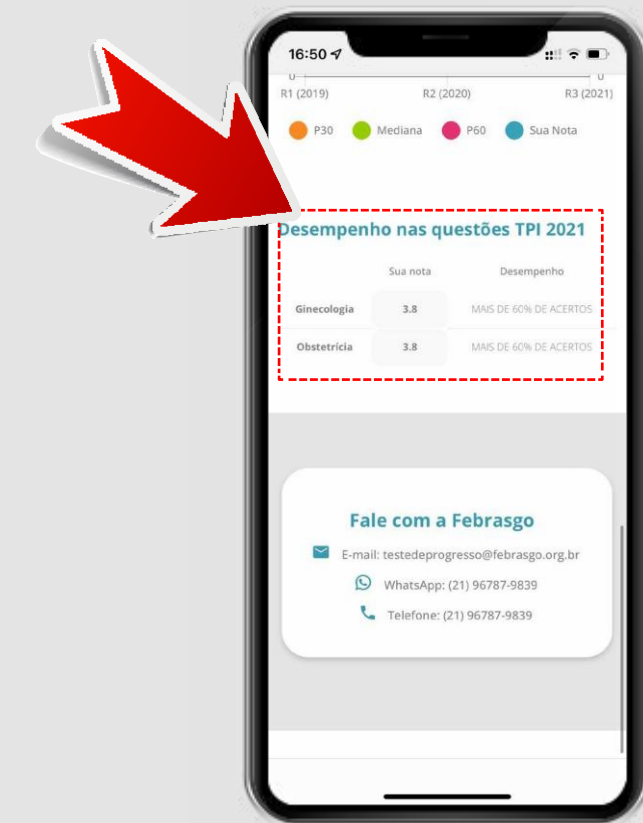 16:50
0 0
R1 (2019) R2 (2020) R3 (2021)
P30 Mediana P60 Sua Nota
Desempenho nas questões TPI 2021
Sua nota Desempenho
Ginecologia 3.8 MAIS DE 60% DE ACERTOS
Obstetrícia 3.8 MAIS DE 60% DE ACERTOS
Fale com a Febrasgo
E-mail: testedeprogresso@febrasgo.org.br
WhatsApp: (21) 96787-9839
Telefone: (21) 96787-9839